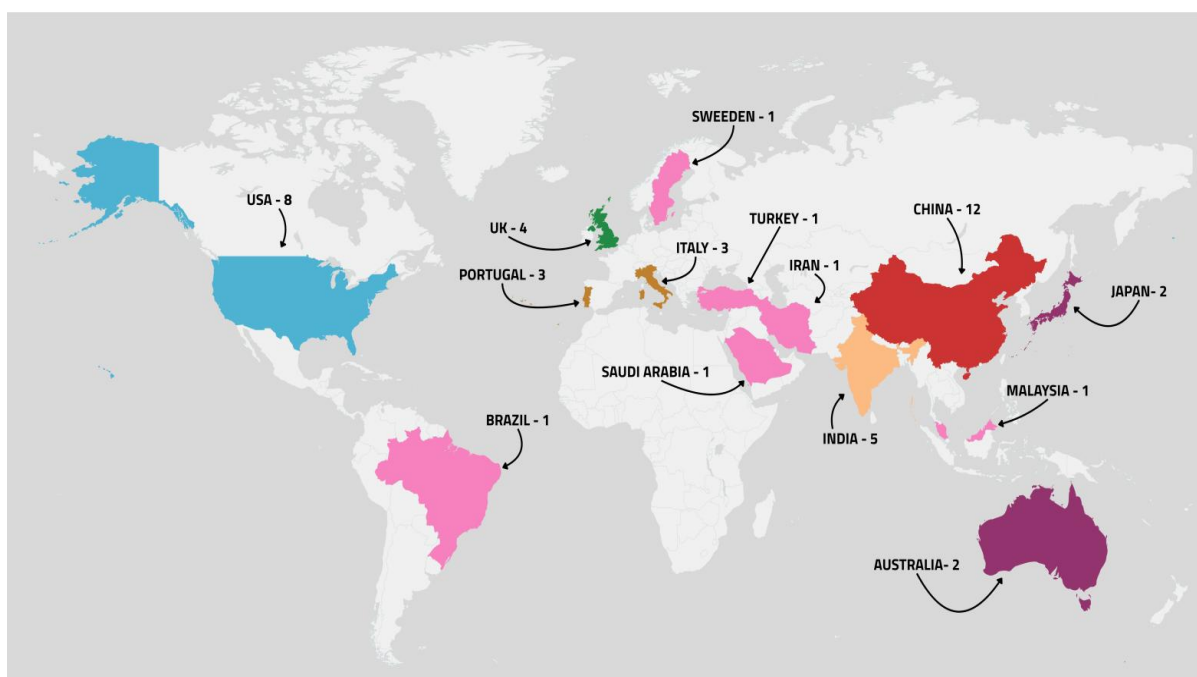 SWEEDEN - 1
USA - 8
CHINA - 12
TURKEY - 1
UK - 4
ITALY - 3
IRAN - 1
PORTUGAL - 3
JAPAN- 2
SAUDI ARABIA - 1
MALAYSIA - 1
BRAZIL - 1
INDIA - 5
AUSTRALIA- 2